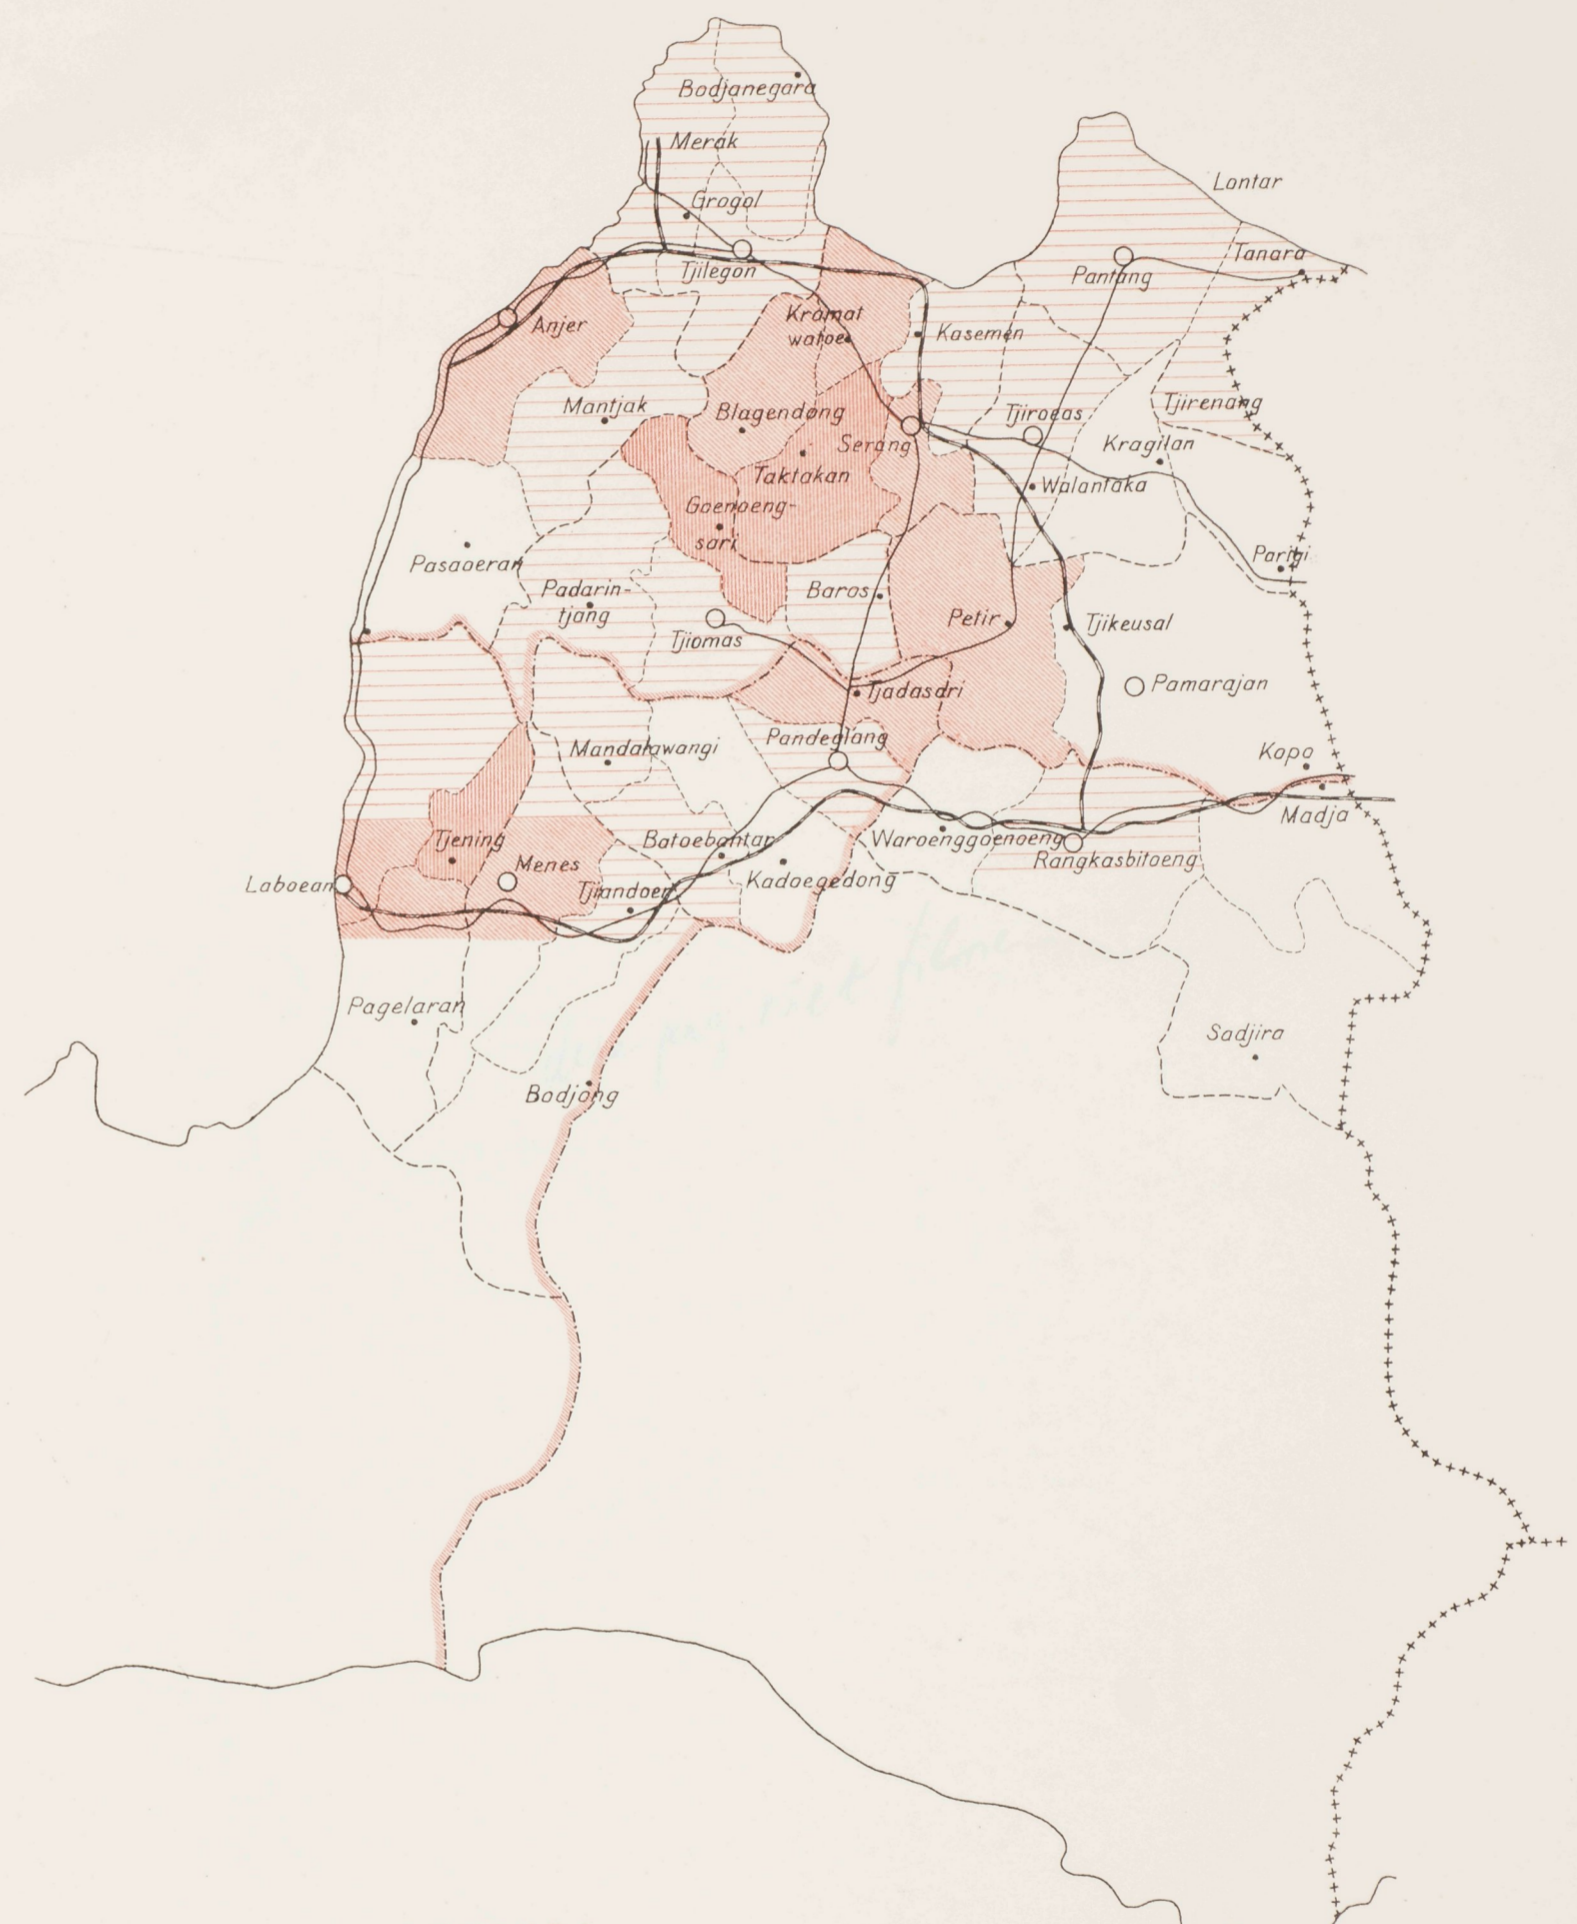 Bodjanegara
Merak
Lontar
Grogol
Tanara
Tjilegon
Pantang
Anjer
Kramat
watoe
Kasemen
Mantjak
Blagendong
Tjiroeas
Tjirenang
Serang
Kragilan
Taktakan
Walantaka
Goenoeng-
sari
Pasaoeran
Parigi
Padarin-
tjang
Baros
Petir
Tjikeusal
Tjiomas
Tjadasari
Pamarajan
Mandalawangi
Pandeglang
Kopo
Madja
Tjening
Batoebantar
Waroenggoenoeng
Rangkasbitoeng
Menes
Laboean
Kadoegedong
Pagelaran
Sadjira
Bodjong